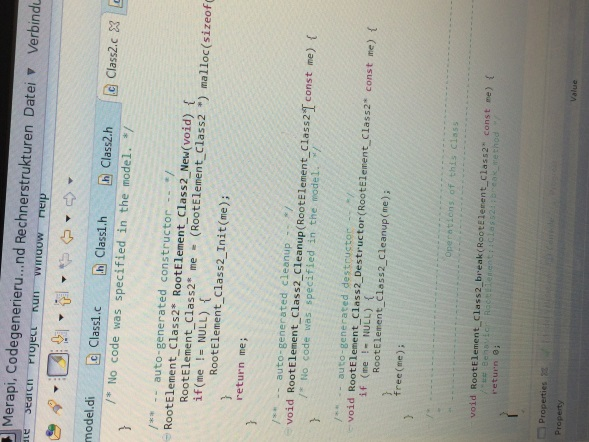 Merapi, Codegenerieru...nd Rechnerstrukturen Datei Verbindu
Search Project Run Window Help
model.di Class1.c Class1.h Class2.h Class2.c
/* No code was specified in the model. */
}
/** -- auto-generated constructor -- */
RootElement_Class2* RootElement_Class2_New(void) {
RootElement_Class2* me = (RootElement_Class2 *) malloc(sizeof(
if(me != NULL) {
RootElement_Class2_Init(me);
}
return me;
}
/** -- auto-generated cleanup -- */
void RootElement_Class2_Cleanup(RootElement_Class2* const me) {
/* No code was specified in the model. */
}
/** -- auto-generated destructor -- */
void RootElement_Class2_Destructor(RootElement_Class2* const me) {
if (me != NULL) {
RootElement_Class2_Cleanup(me);
}
free(me);
}
Operations of this class
void RootElement_Class2_break(RootElement_Class2* const me) {
return 0;
}
Properties
Property Value